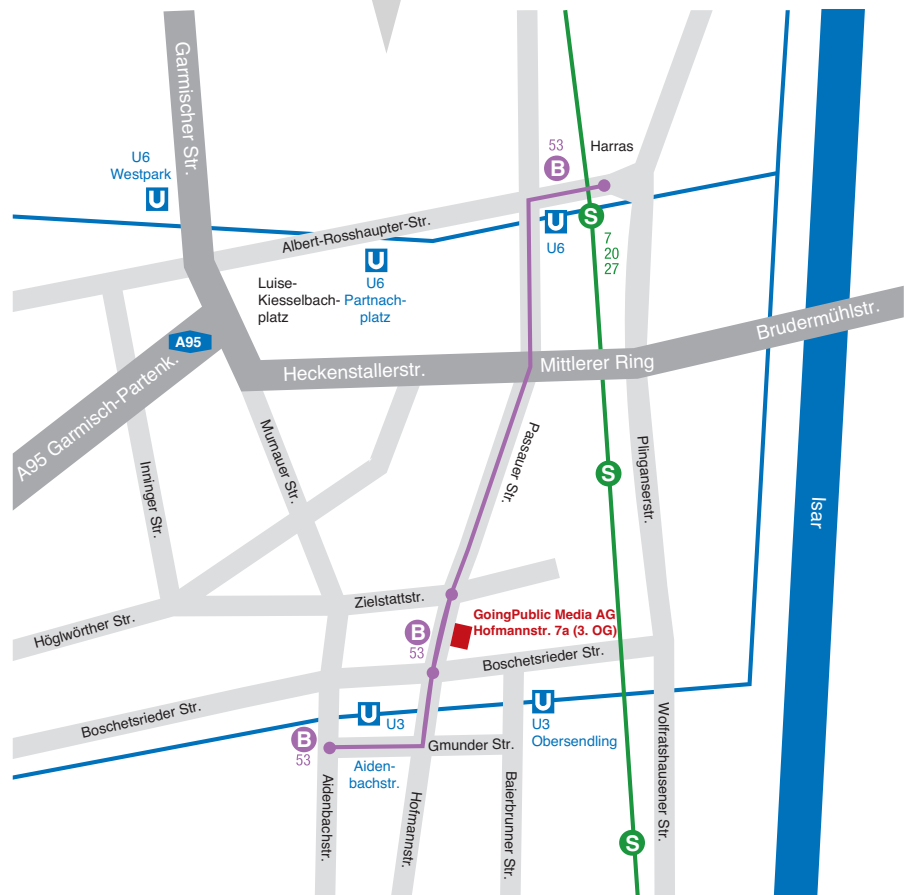 Garmischer Str.
53
B
Harras
U6
Westpark
U
Albert-Rosshaupter-Str.
S
U
U6
7
20
27
U
U6
Partnach-
platz
Luise-
Kiesselbach-
platz
A95
Brudermühlstr.
Mittlerer Ring
Heckenstallerstr.
A95 Garmisch-Partenk.
Murnauer Str.
Passauer Str.
Plinganserstr.
Inninger Str.
S
Isar
Zielstattstr.
Höglwörther Str.
GoingPublic Media AG
Hofmannstr. 7a (3. OG)
B
53
Boschetsrieder Str.
Boschetsrieder Str.
U
U3
U
U3
Obersendling
B
53
Gmunder Str.
Aiden-
bachstr.
Aidenbachstr.
Hofmannstr.
Baierbrunner Str.
Wolfratshausener Str.
S